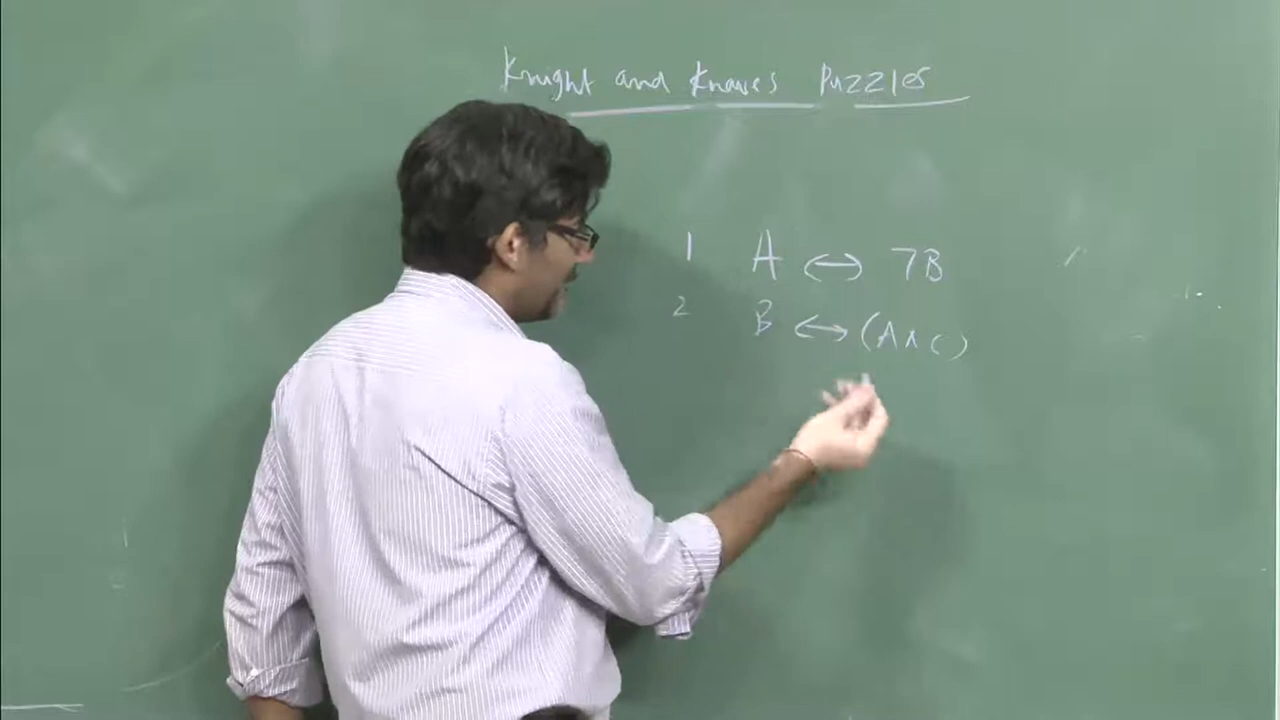 Knight and Knaves Puzzles
1 A ↔ ¬B
2 B ↔ (A ∧ C)